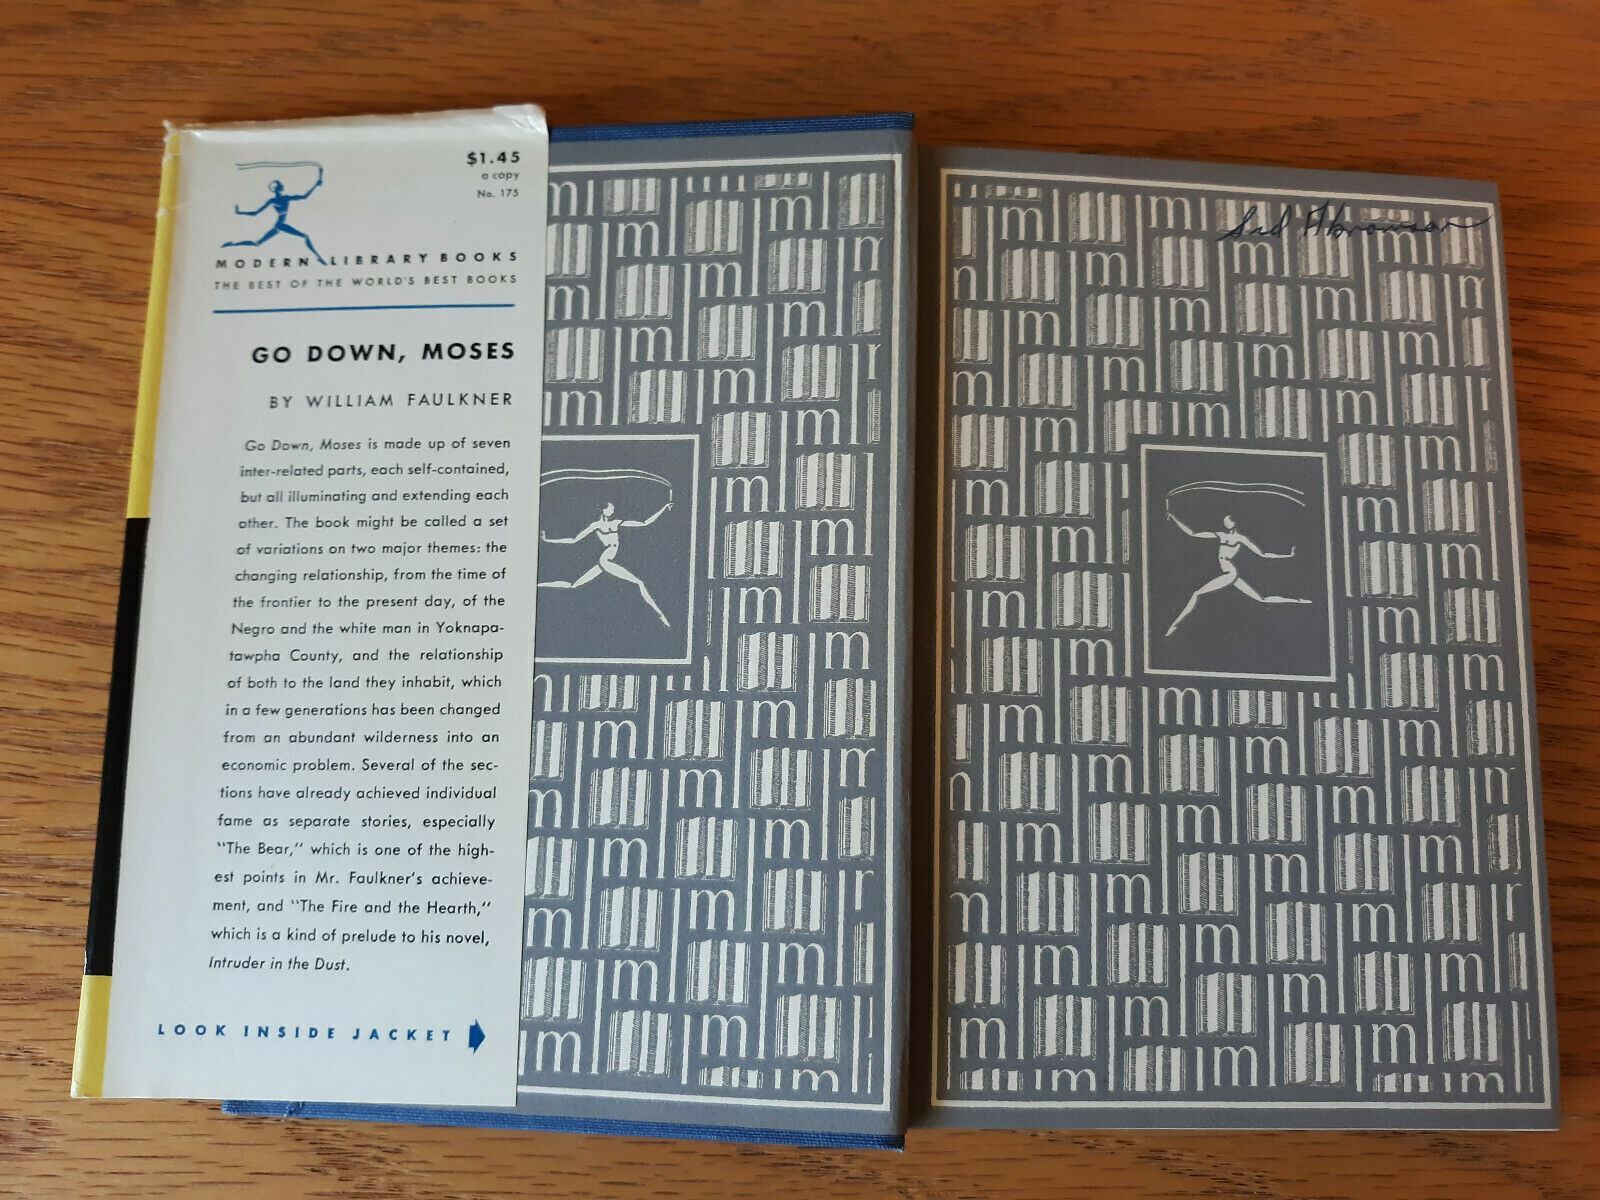 $1.45
a copy
No. 175
MODERN LIBRARY BOOKS
THE BEST OF THE WORLD'S BEST BOOKS
GO DOWN, MOSES
BY WILLIAM FAULKNER
Go Down, Moses is made up of seven
inter-related parts, each self-contained,
but all illuminating and extending each
other. The book might be called a set
of variations on two major themes: the
changing relationship, from the time of
the frontier to the present day, of the
Negro and the white man in Yoknapa-
tawpha County, and the relationship
of both to the land they inhabit, which
in a few generations has been changed
from an abundant wilderness into an
economic problem. Several of the sec-
tions have already achieved individual
fame as separate stories, especially
"The Bear," which is one of the high-
est points in Mr. Faulkner's achieve-
ment, and "The Fire and the Hearth,"
which is a kind of prelude to his novel,
Intruder in the Dust.
LOOK INSIDE JACKET
Sid Abramson